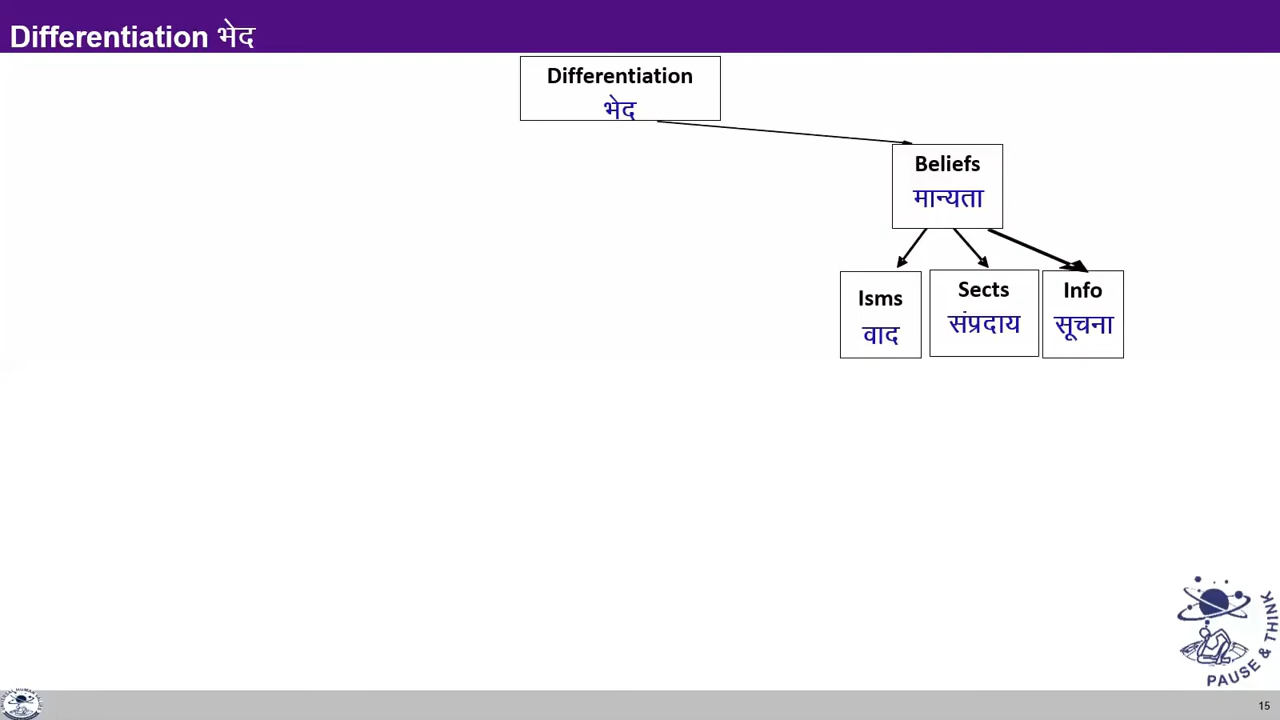 Differentiation भेद
Differentiation
भेद
Beliefs
मान्यता
Isms
वाद
Sects
संप्रदाय
Info
सूचना
PAUSE & THINK
15